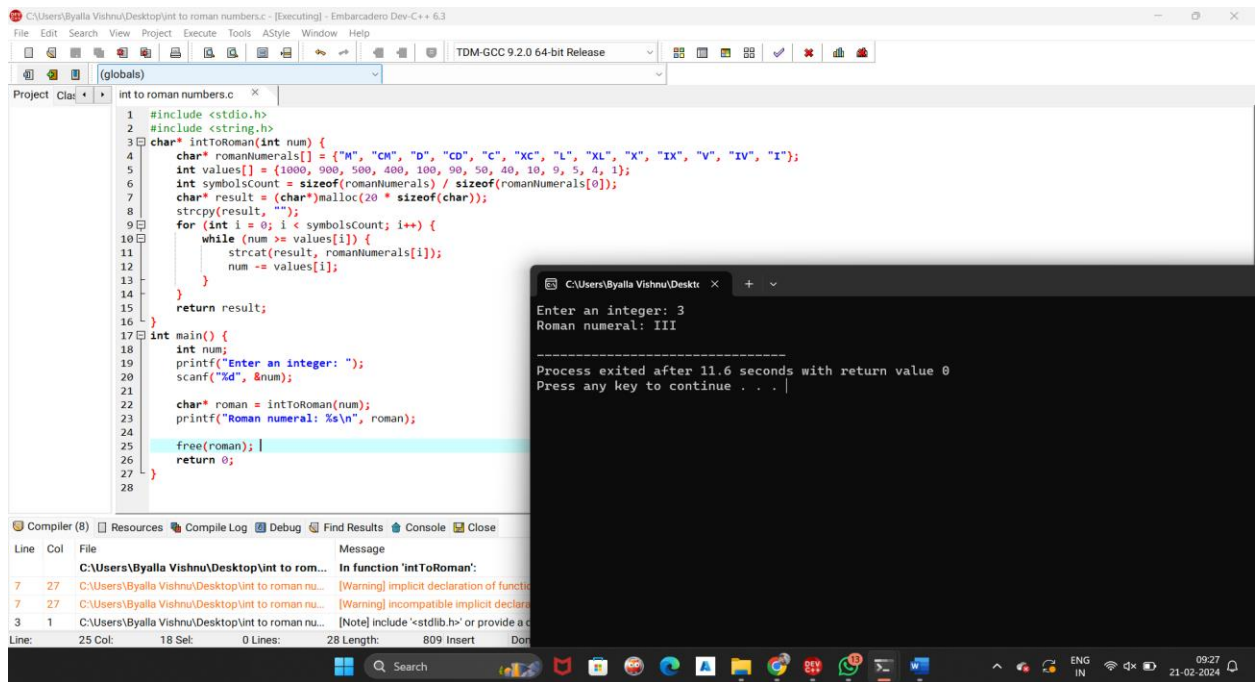 C:\Users\Byalla Vishnu\Desktop\int to roman numbers.c - [Executing] - Embarcadero Dev-C++ 6.3
File Edit Search View Project Execute Tools AStyle Window Help
TDM-GCC 9.2.0 64-bit Release
(globals)
Project Clas int to roman numbers.c
1 #include <stdio.h>
2 #include <string.h>
3 char* intToRoman(int num) {
4 char* romanNumerals[] = {"M", "CM", "D", "CD", "C", "XC", "L", "XL", "X", "IX", "V", "IV", "I"};
5 int values[] = {1000, 900, 500, 400, 100, 90, 50, 40, 10, 9, 5, 4, 1};
6 int symbolsCount = sizeof(romanNumerals) / sizeof(romanNumerals[0]);
7 char* result = (char*)malloc(20 * sizeof(char));
8 strcpy(result, "");
9 for (int i = 0; i < symbolsCount; i++) {
10 while (num >= values[i]) {
11 strcat(result, romanNumerals[i]);
12 num -= values[i];
13 }
14 }
15 return result;
16 }
17 int main() {
18 int num;
19 printf("Enter an integer: ");
20 scanf("%d", &num);
21
22 char* roman = intToRoman(num);
23 printf("Roman numeral: %s\n", roman);
24
25 free(roman);
26 return 0;
27 }
28
C:\Users\Byalla Vishnu\Deskto
Enter an integer: 3
Roman numeral: III
--------------------------------
Process exited after 11.6 seconds with return value 0
Press any key to continue . . .
Compiler (8) Resources Compile Log Debug Find Results Console Close
Line Col File Message
C:\Users\Byalla Vishnu\Desktop\int to rom... In function 'intToRoman':
7 27 C:\Users\Byalla Vishnu\Desktop\int to roman nu... [Warning] implicit declaration of functio
7 27 C:\Users\Byalla Vishnu\Desktop\int to roman nu... [Warning] incompatible implicit declara
3 1 C:\Users\Byalla Vishnu\Desktop\int to roman nu... [Note] include '<stdlib.h>' or provide a d
Line: 25 Col: 18 Sel: 0 Lines: 28 Length: 809 Insert Don
Search
ENG
IN
09:27
21-02-2024